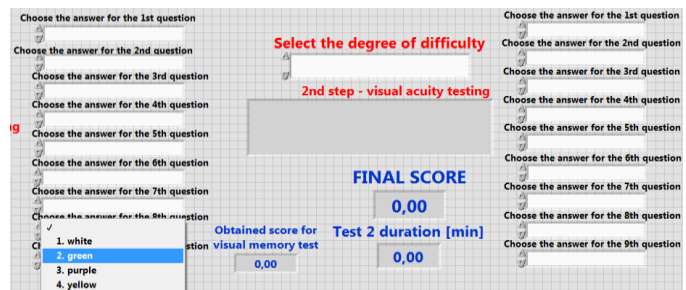 Choose the answer for the 1st question
Choose the answer for the 2nd question
Choose the answer for the 3rd question
Choose the answer for the 4th question
Choose the answer for the 5th question
Choose the answer for the 6th question
Choose the answer for the 7th question
Choose the answer for the 8th question
✓
1. white
2. green
3. purple
4. yellow
stion
Select the degree of difficulty
2nd step - visual acuity testing
FINAL SCORE
0,00
Obtained score for
visual memory test
0,00
Test 2 duration [min]
0,00
Choose the answer for the 1st question
Choose the answer for the 2nd question
Choose the answer for the 3rd question
Choose the answer for the 4th question
Choose the answer for the 5th question
Choose the answer for the 6th question
Choose the answer for the 7th question
Choose the answer for the 8th question
Choose the answer for the 9th question